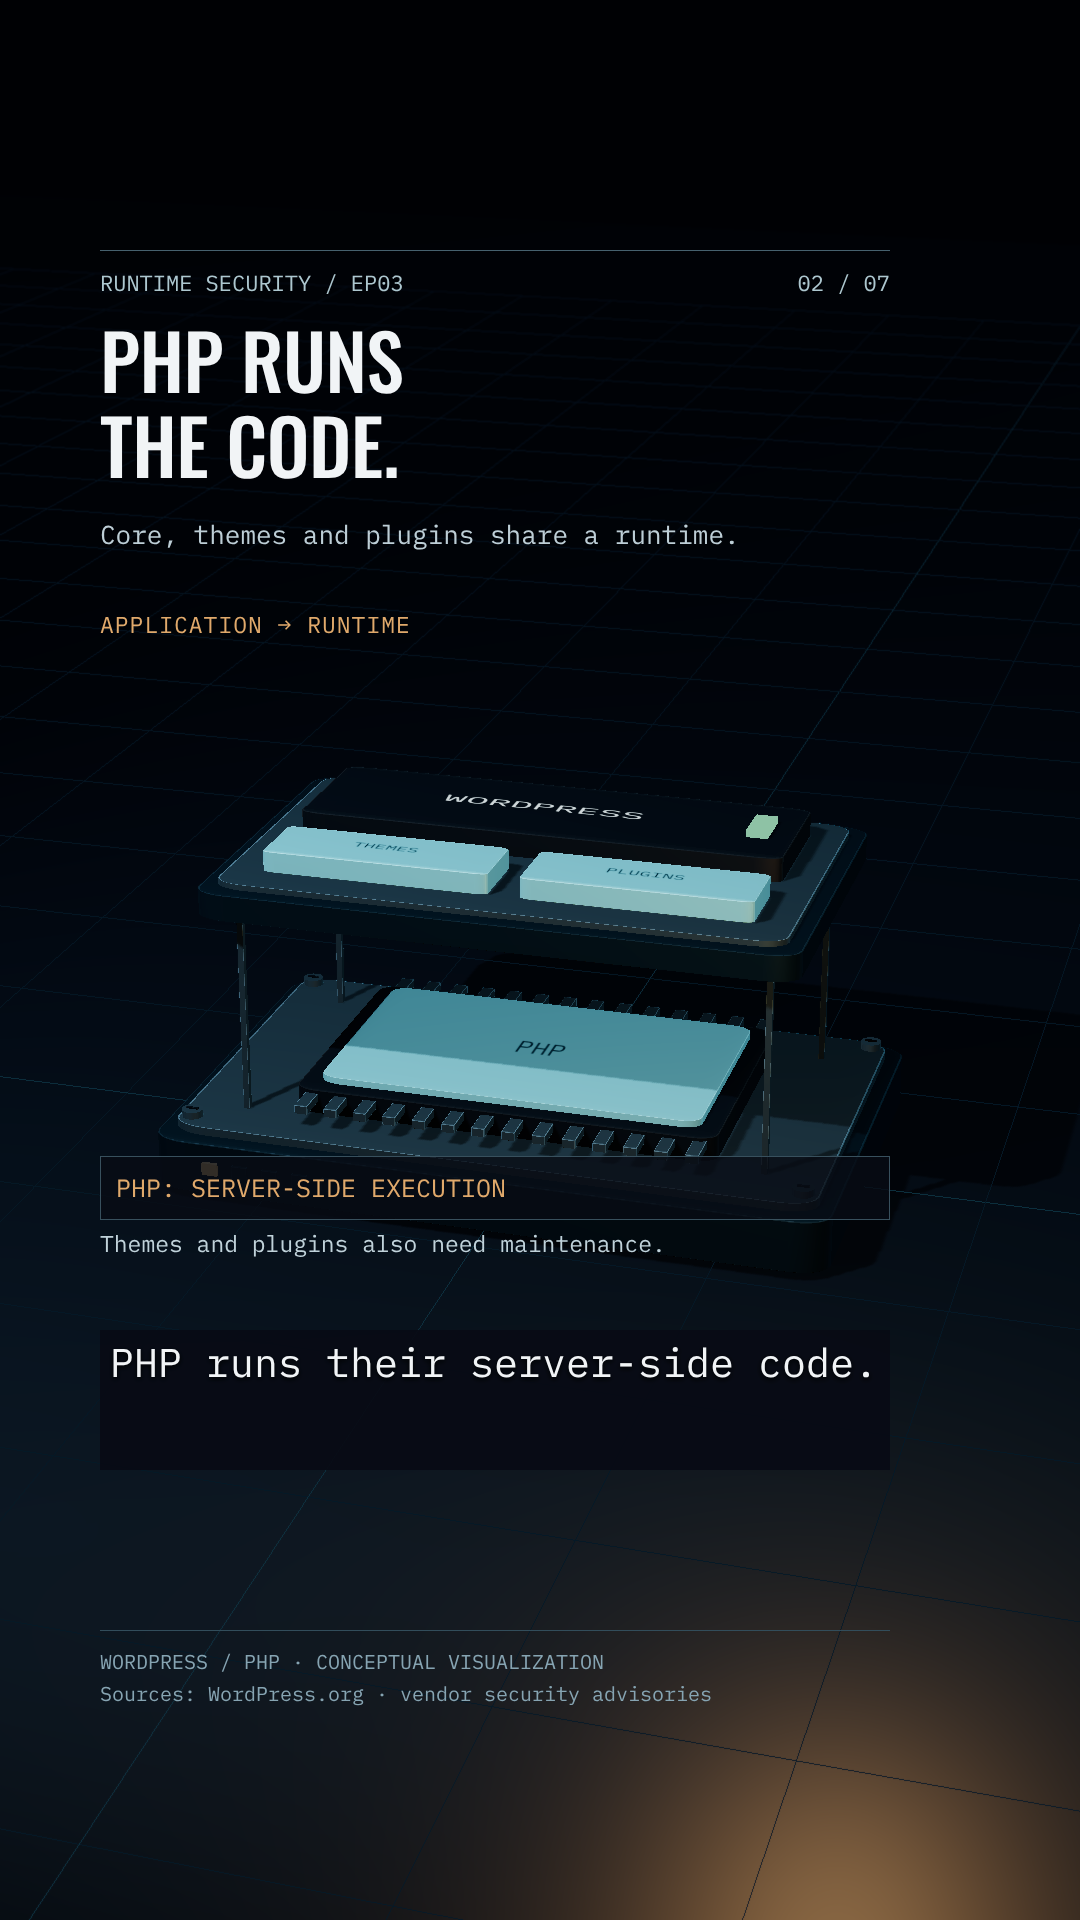 RUNTIME SECURITY / EP03
02 / 07
PHP RUNS
THE CODE.
Core, themes and plugins share a runtime.
APPLICATION → RUNTIME
WORDPRESS
THEMES
PLUGINS
PHP
PHP: SERVER-SIDE EXECUTION
Themes and plugins also need maintenance.
PHP runs their server-side code.
WORDPRESS / PHP · CONCEPTUAL VISUALIZATION
Sources: WordPress.org · vendor security advisories